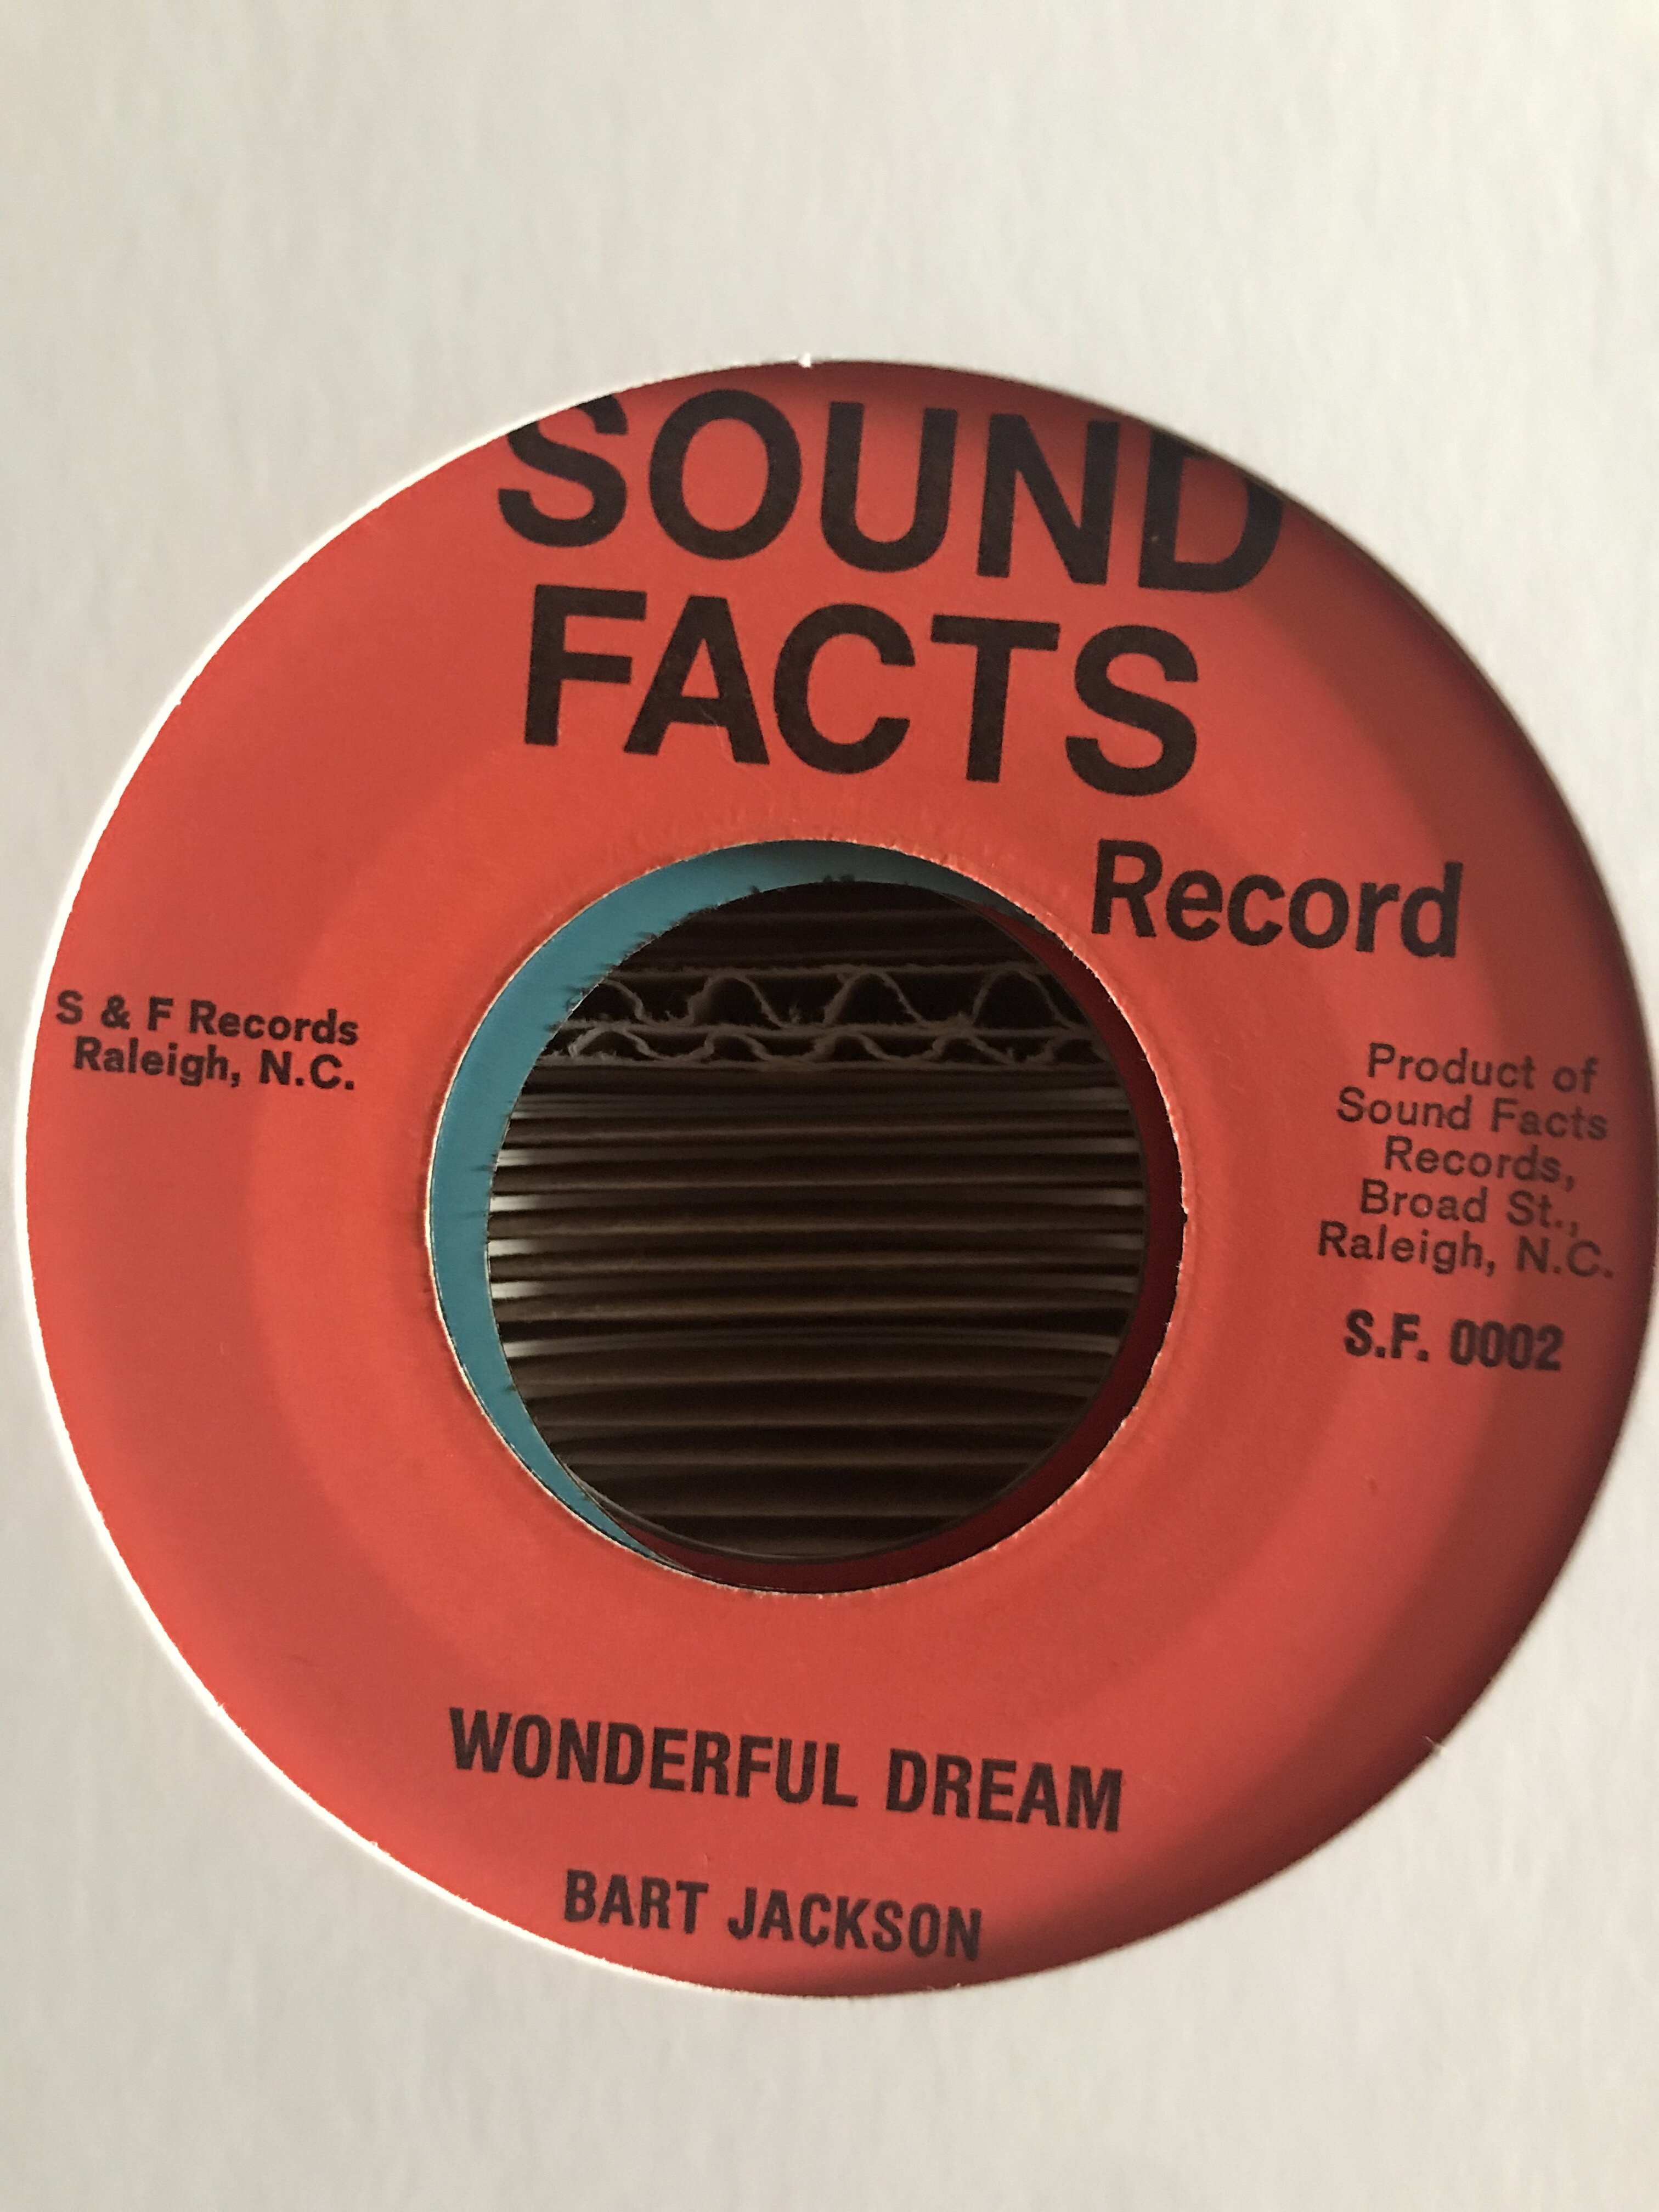 SOUND
FACTS
Record
S & F Records
Raleigh, N.C.
Product of
Sound Facts
Records,
Broad St.,
Raleigh, N.C.
S.F. 0002
WONDERFUL DREAM
BART JACKSON